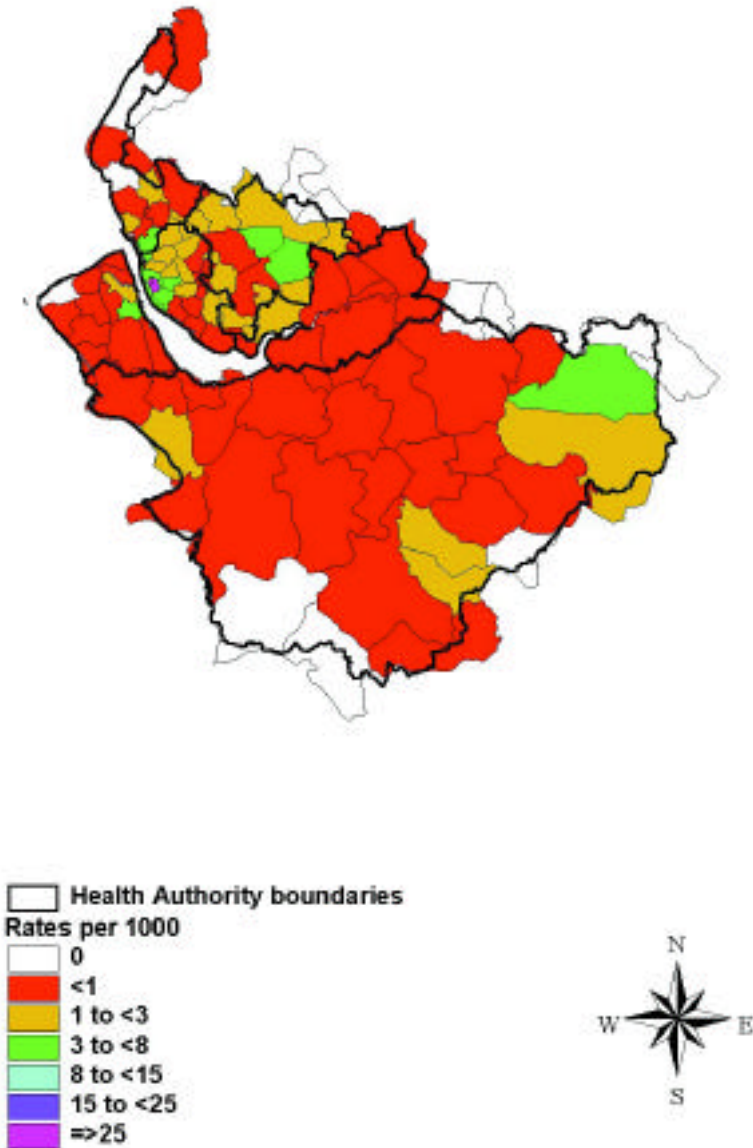 Health Authority boundaries
Rates per 1000
0
<1
1 to <3
3 to <8
8 to <15
15 to <25
=>25
N
W E
S